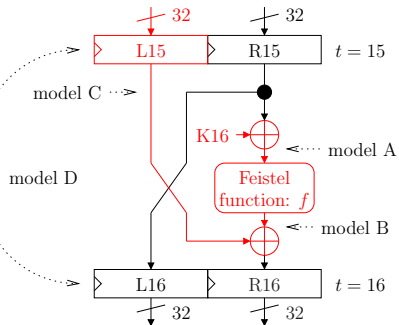 32 32
L15 R15 t = 15
model C
K16
model A
Feistel
function: f
model D
model B
L16 R16 t = 16
32 32